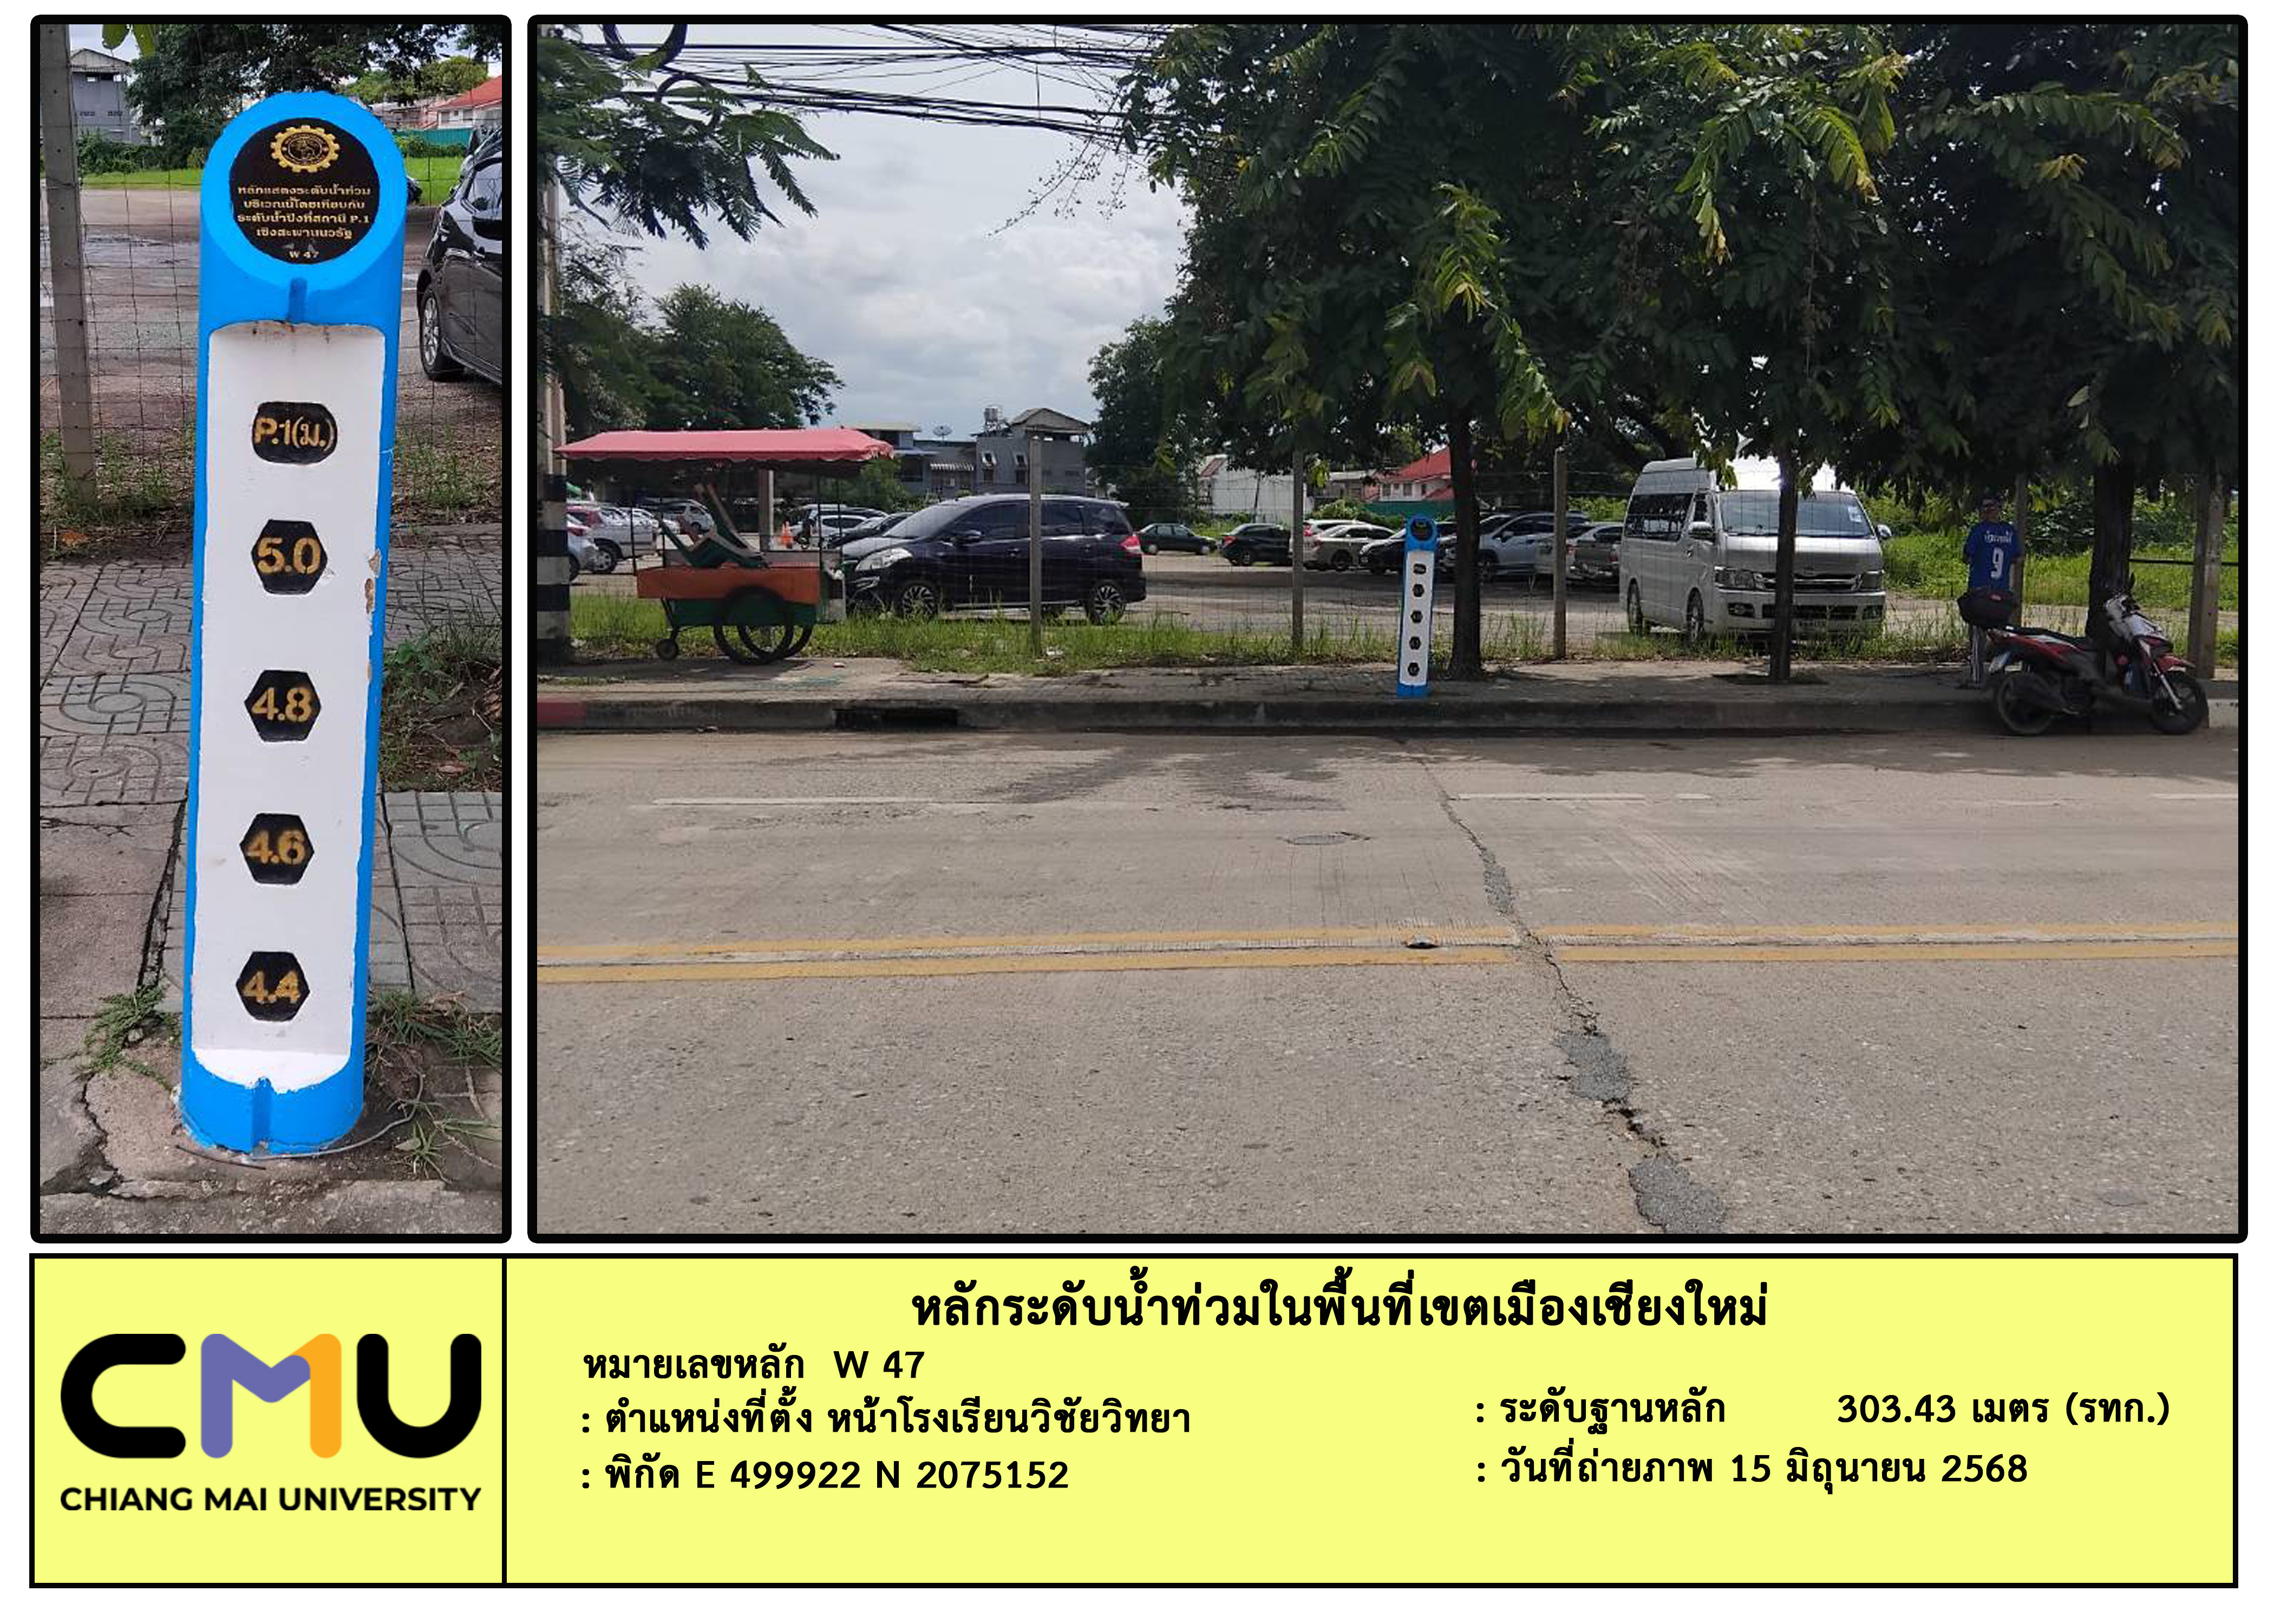 หลักแสดงระดับน้ำท่วม
บริเวณนี้โดยเทียบกับ
ระดับน้ำปิงที่สถานี P.1
เชิงสะพานนวรัฐ
W 47
P.1(ม.)
5.0
4.8
4.6
4.4
9
CMU
CHIANG MAI UNIVERSITY
หลักระดับน้ำท่วมในพื้นที่เขตเมืองเชียงใหม่
หมายเลขหลัก W 47
: ตำแหน่งที่ตั้ง หน้าโรงเรียนวิชัยวิทยา
: พิกัด E 499922 N 2075152
: ระดับฐานหลัก 303.43 เมตร (รทก.)
: วันที่ถ่ายภาพ 15 มิถุนายน 2568